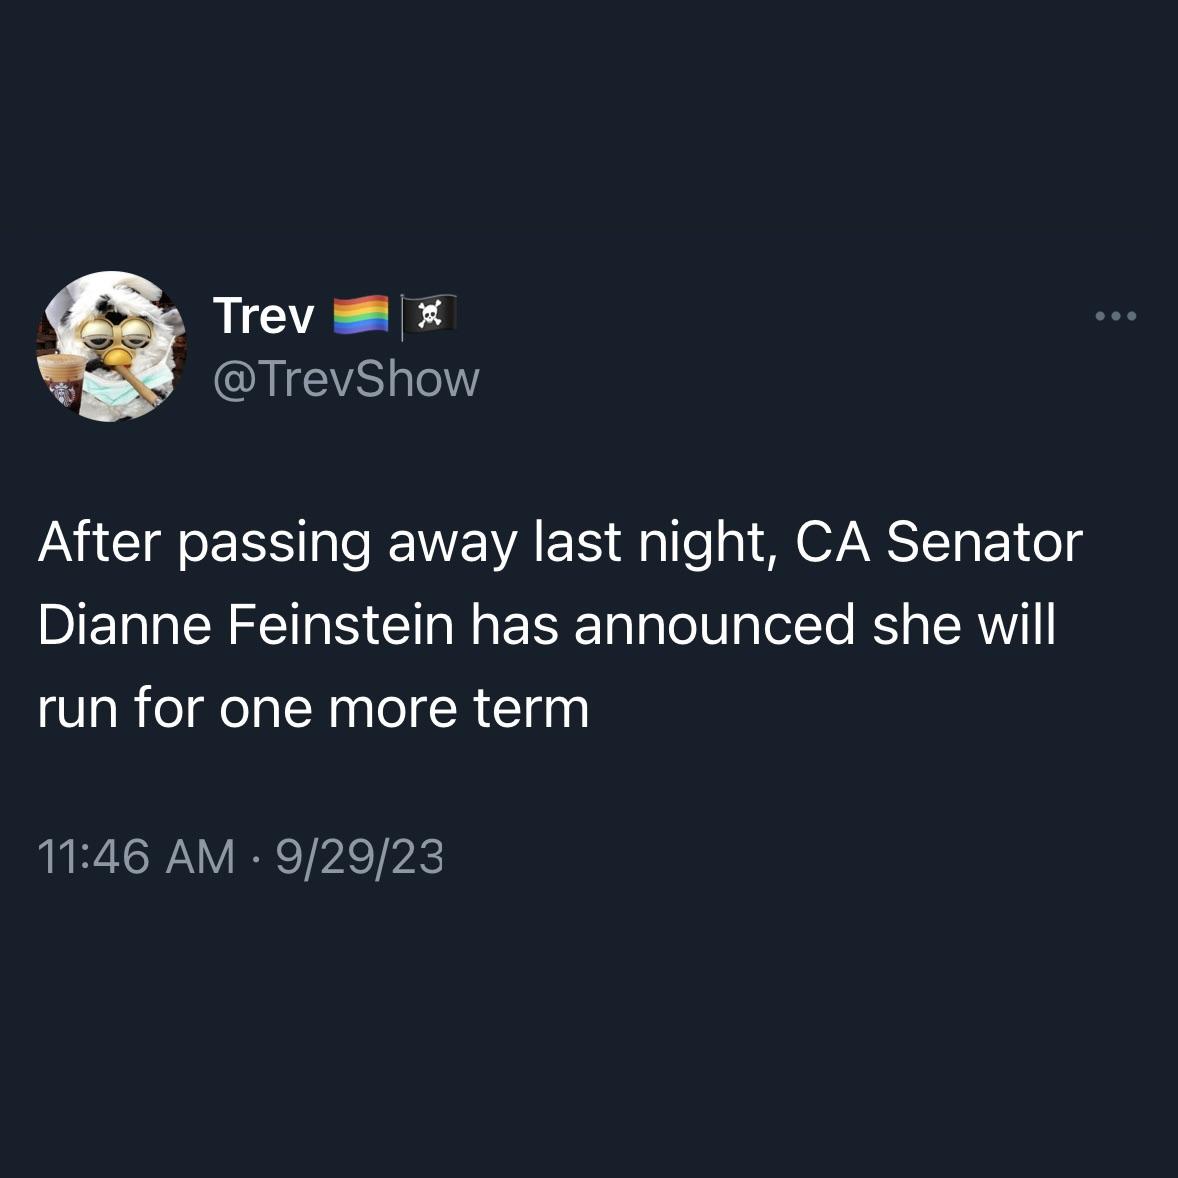 Trev 🏳️‍🌈🏴‍☠️
@TrevShow
After passing away last night, CA Senator
Dianne Feinstein has announced she will
run for one more term
11:46 AM · 9/29/23